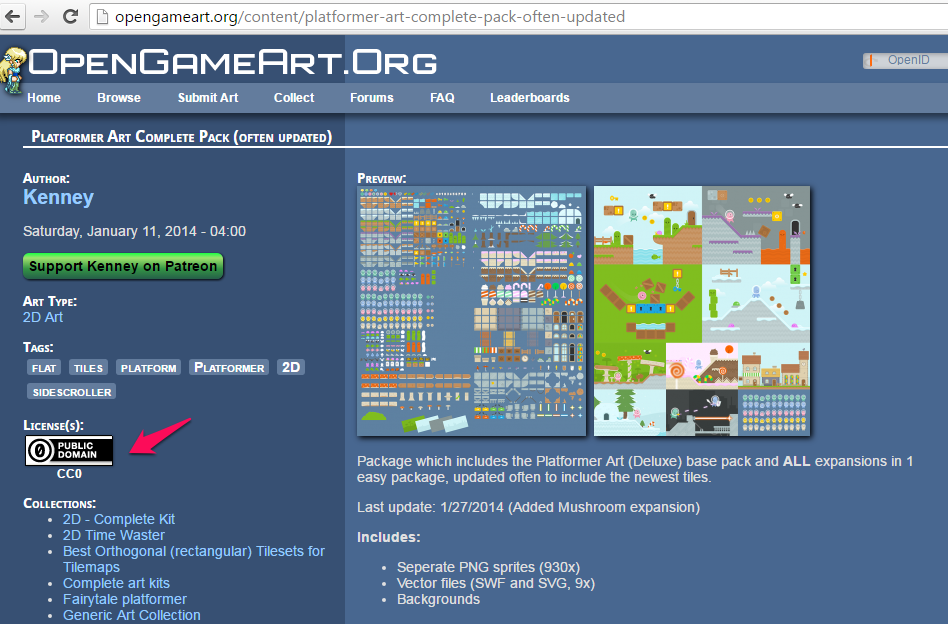 opengameart.org/content/platformer-art-complete-pack-often-updated
OpenGameArt.Org
OpenID
Home Browse Submit Art Collect Forums FAQ Leaderboards
Platformer Art Complete Pack (often updated)
Author:
Kenney
Saturday, January 11, 2014 - 04:00
Support Kenney on Patreon
Art Type:
2D Art
Tags:
FLAT TILES PLATFORM Platformer 2D
SIDESCROLLER
License(s):
PUBLIC
DOMAIN
CC0
Collections:
2D - Complete Kit
2D Time Waster
Best Orthogonal (rectangular) Tilesets for
Tilemaps
Complete art kits
Fairytale platformer
Generic Art Collection
Preview:
Package which includes the Platformer Art (Deluxe) base pack and ALL expansions in 1
easy package, updated often to include the newest tiles.
Last update: 1/27/2014 (Added Mushroom expansion)
Includes:
Seperate PNG sprites (930x)
Vector files (SWF and SVG, 9x)
Backgrounds